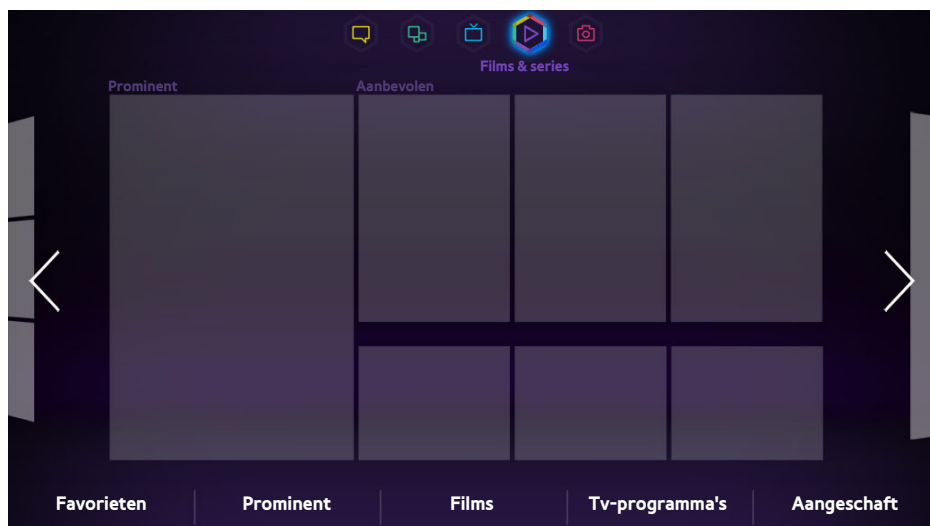 Films & series
Prominent
Aanbevolen
Favorieten
Prominent
Films
Tv-programma's
Aangeschaft